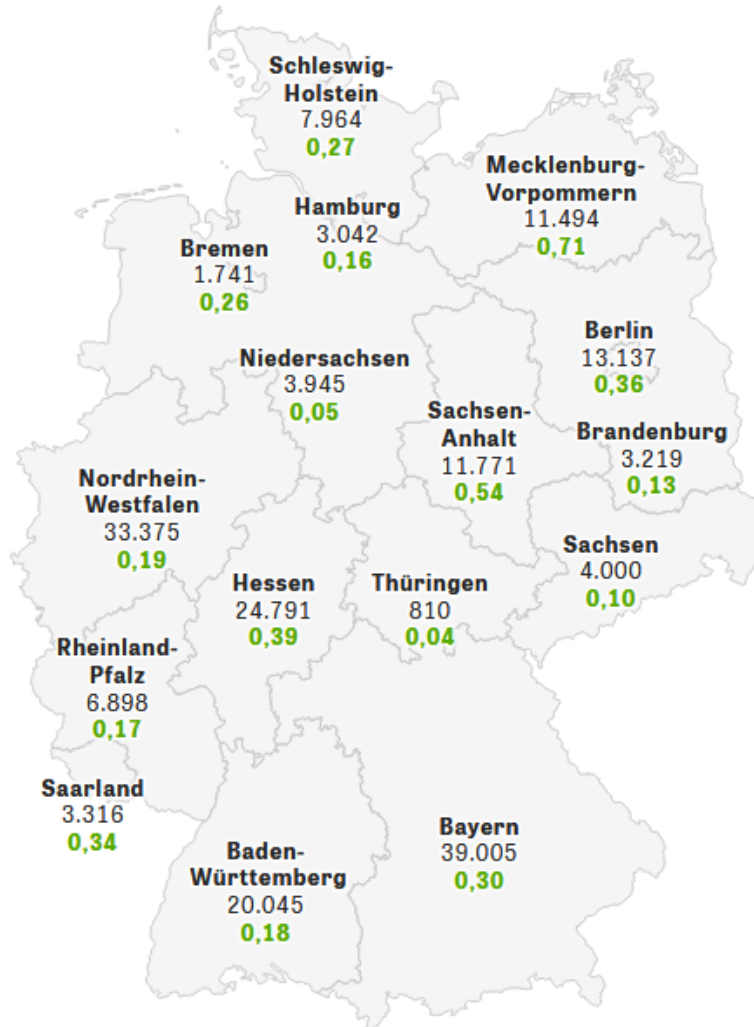 Schleswig-
Holstein
7.964
0,27
Mecklenburg-
Vorpommern
11.494
0,71
Hamburg
3.042
0,16
Bremen
1.741
0,26
Berlin
13.137
0,36
Niedersachsen
3.945
0,05
Sachsen-
Anhalt
11.771
0,54
Brandenburg
3.219
0,13
Nordrhein-
Westfalen
33.375
0,19
Sachsen
4.000
0,10
Hessen
24.791
0,39
Thüringen
810
0,04
Rheinland-
Pfalz
6.898
0,17
Saarland
3.316
0,34
Bayern
39.005
0,30
Baden-
Württemberg
20.045
0,18